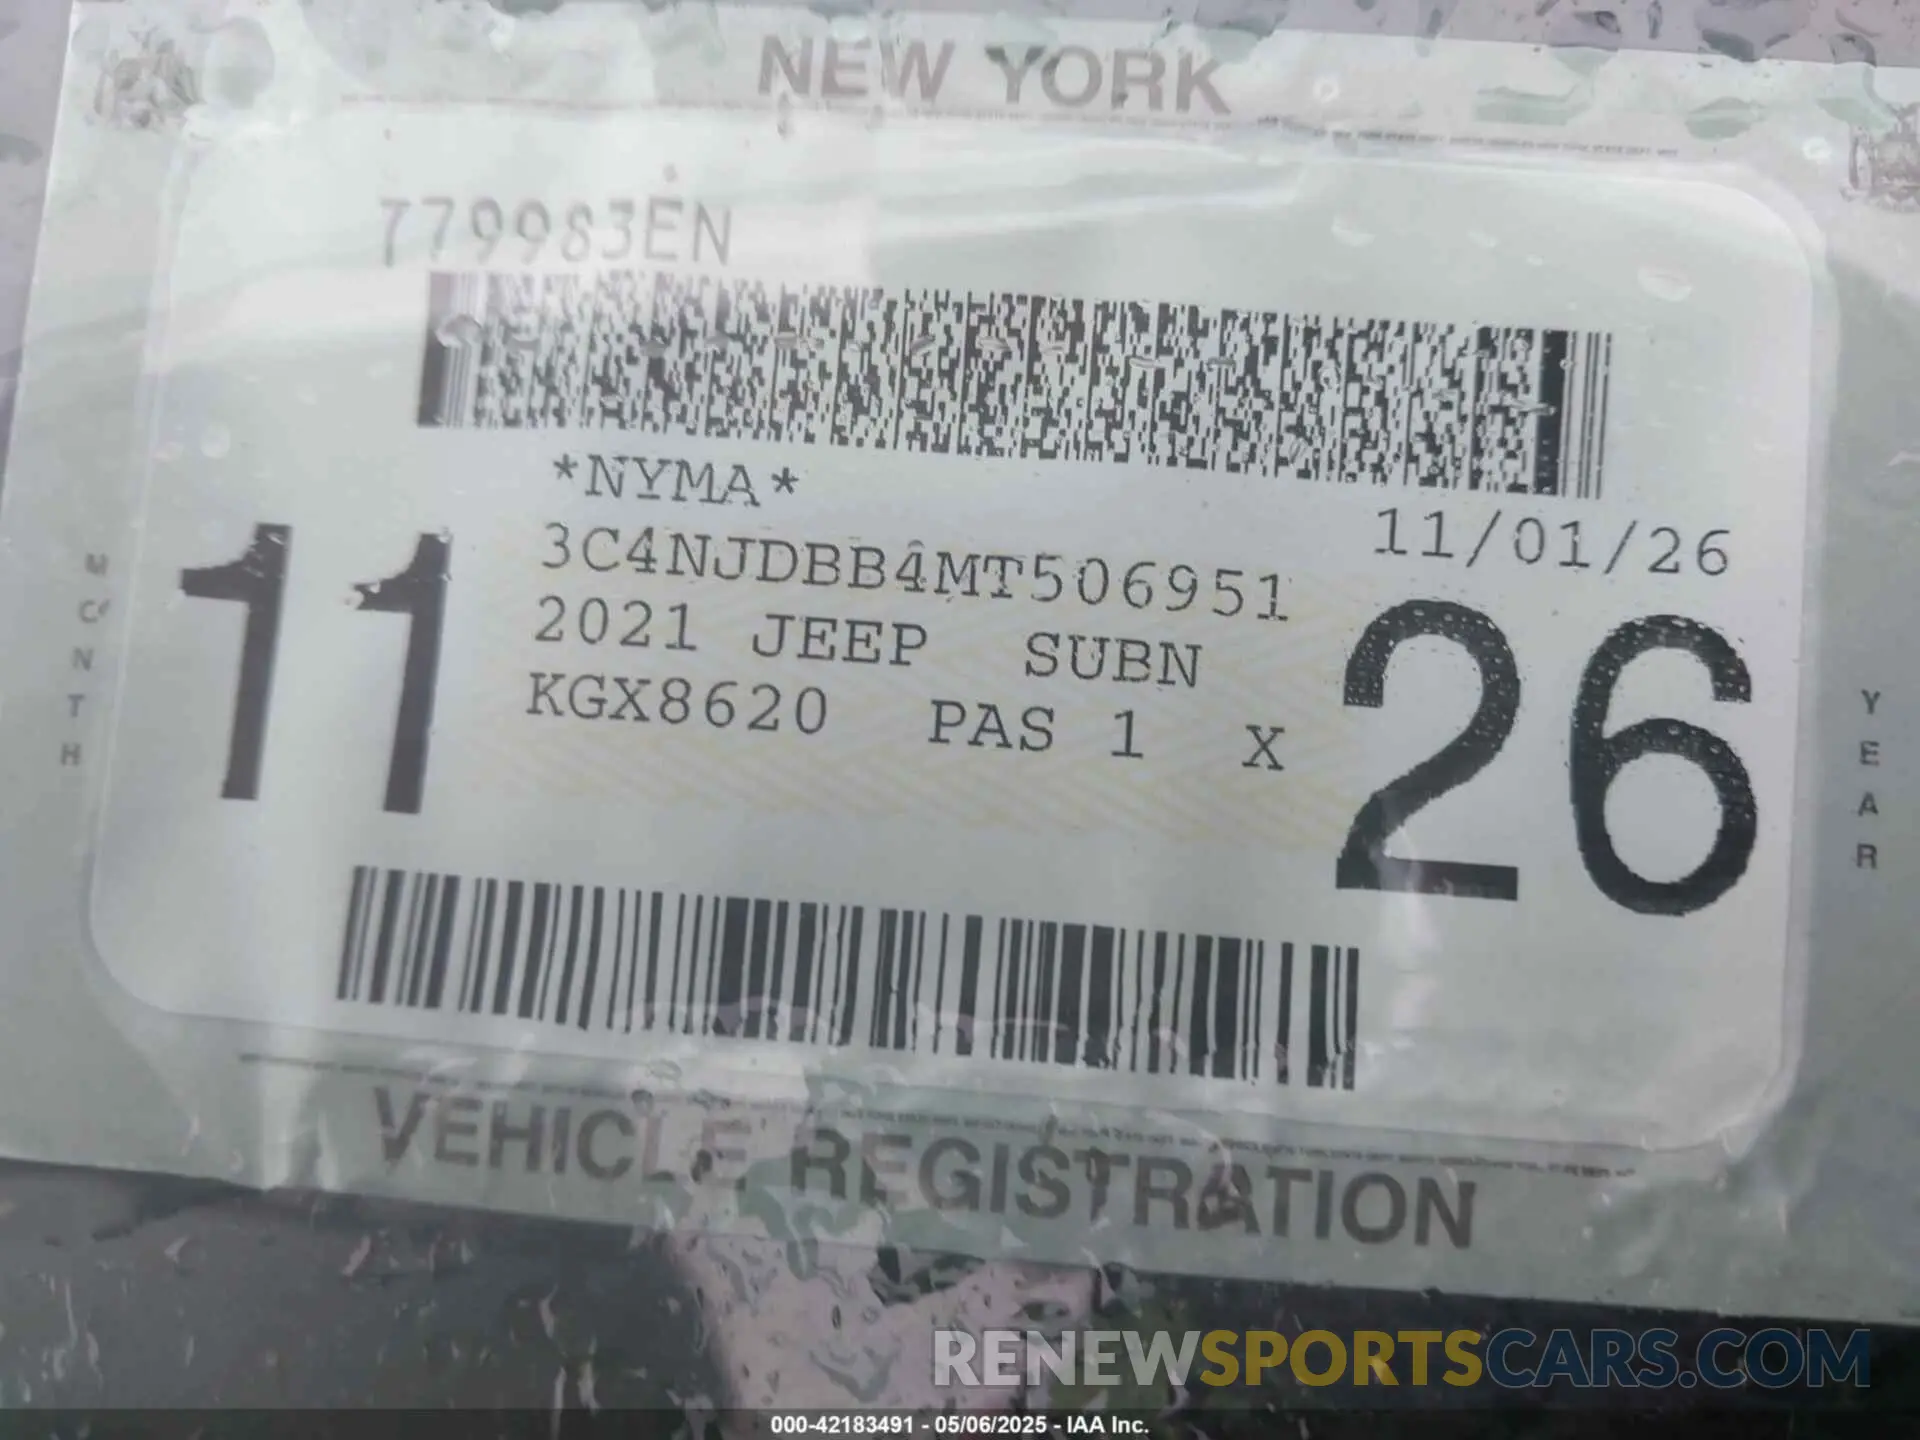 NEW YORK
779983EN
*NYMA*
11/01/26
3C4NJDBB4MT506951
2021 JEEP SUBN
KGX8620 PAS 1 X
11
26
MONTH
YEAR
VEHICLE REGISTRATION
RENEWSPORTSCARS.COM
000-42183491 - 05/06/2025 - IAA Inc.